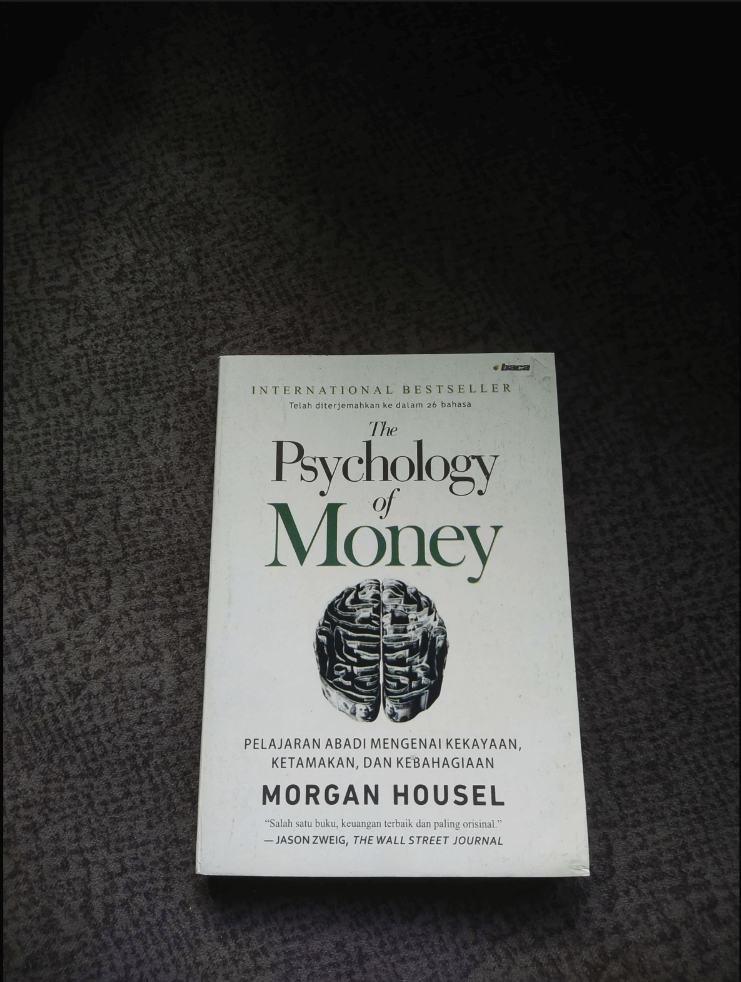 baca
INTERNATIONAL BESTSELLER
Telah diterjemahkan ke dalam 26 bahasa
The
Psychology
of
Money
PELAJARAN ABADI MENGENAI KEKAYAAN,
KETAMAKAN, DAN KEBAHAGIAAN
MORGAN HOUSEL
“Salah satu buku, keuangan terbaik dan paling orisinal.”
— JASON ZWEIG, THE WALL STREET JOURNAL